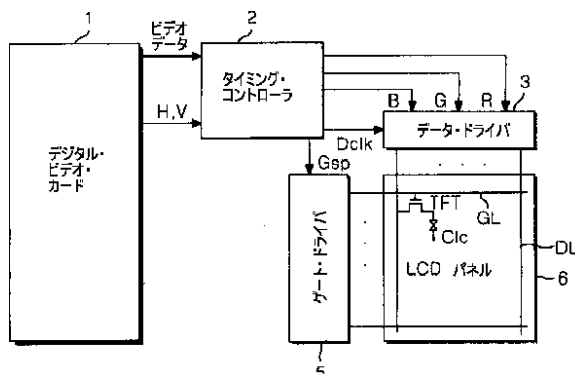 1
ビデオ
データ
2
タイミング・
コントローラ
H,V
デジタル・
ビデオ・
カード
B
G
R
3
データ・ドライバ
Dclk
Gsp
ゲート・ドライバ
5
TFT
GL
Clc
DL
LCD パネル
6